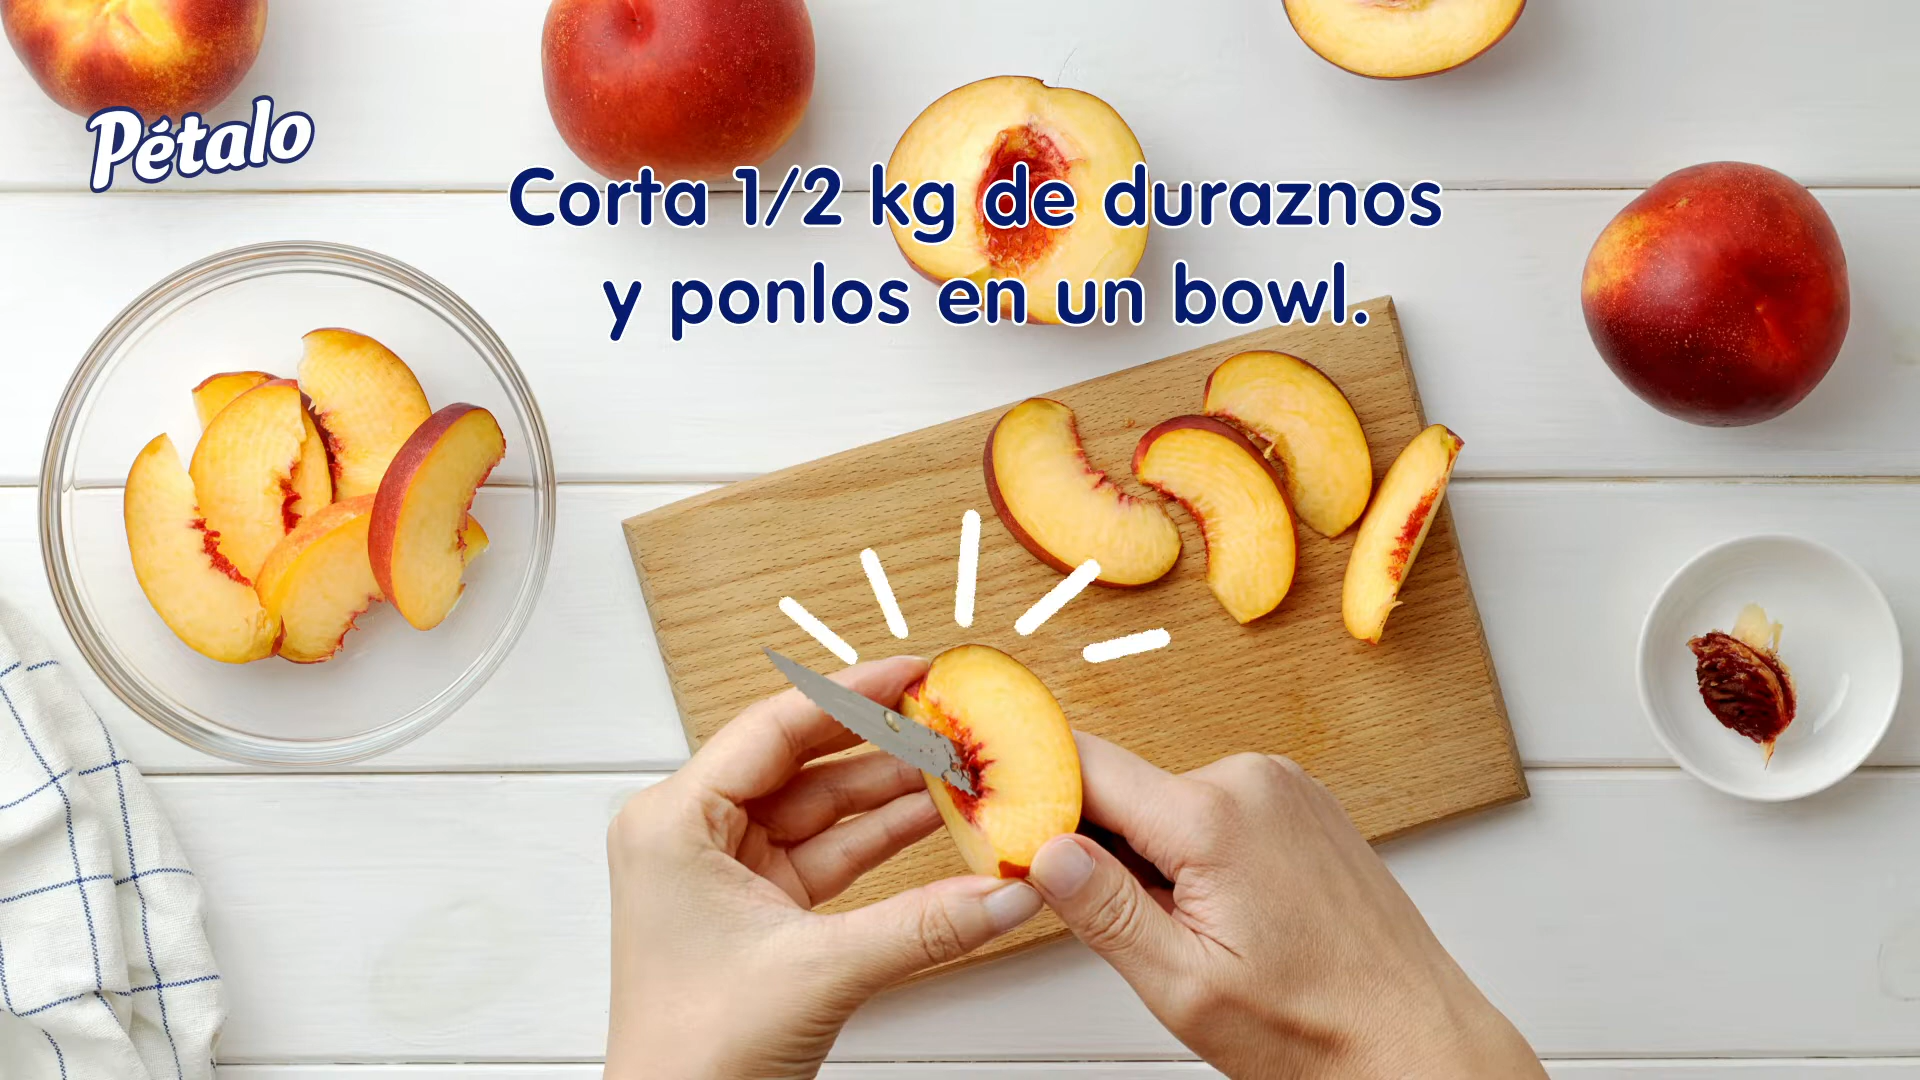 Pétalo
Corta 1/2 kg de duraznos
y ponlos en un bowl.